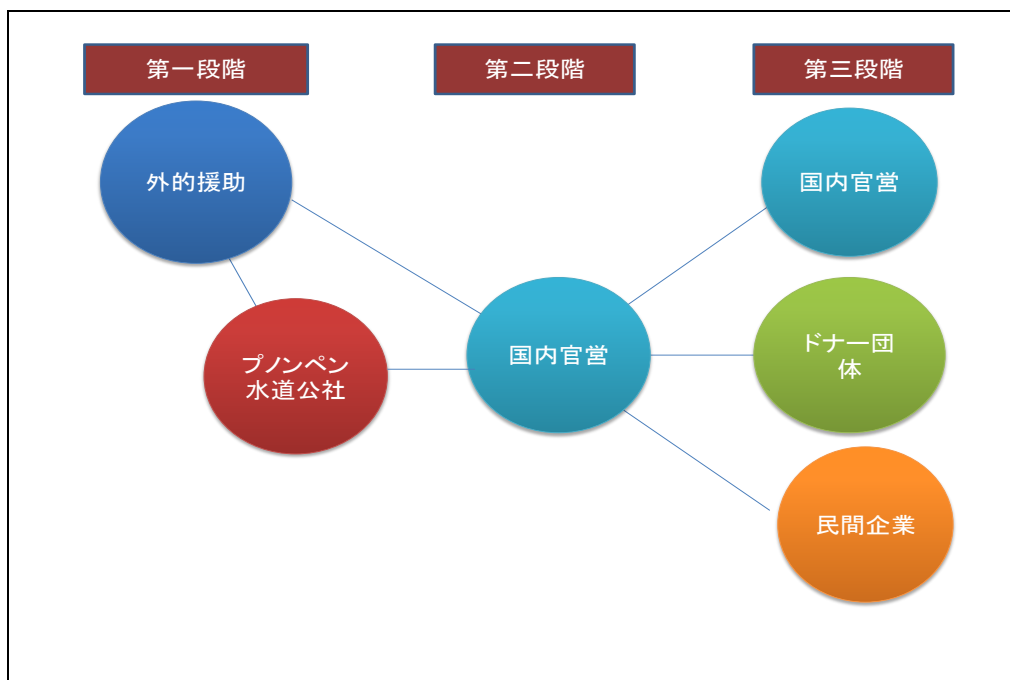 第一段階
第二段階
第三段階
外的援助
国内官営
プノンペン
水道公社
国内官営
ドナー団
体
民間企業